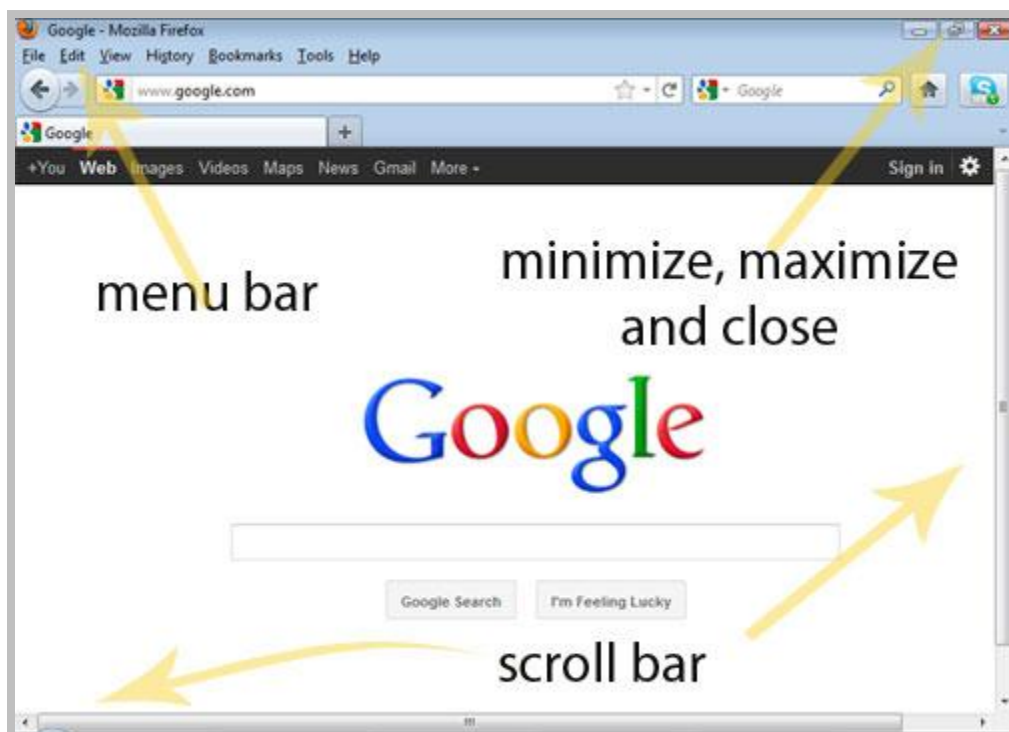 Google - Mozilla Firefox
File Edit View History Bookmarks Tools Help
www.google.com Google
Google +
+You Web Images Videos Maps News Gmail More Sign in
menu bar
minimize, maximize
and close
Google
Google Search I'm Feeling Lucky
scroll bar